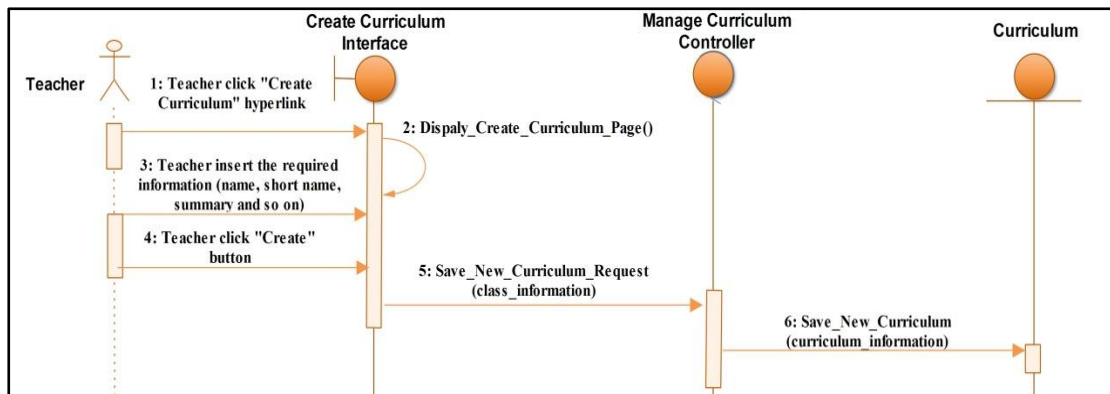 Create Curriculum
Interface
Manage Curriculum
Controller
Curriculum
Teacher
1: Teacher click "Create
Curriculum" hyperlink
2: Dispaly_Create_Curriculum_Page()
3: Teacher insert the required
information (name, short name,
summary and so on)
4: Teacher click "Create"
button
5: Save_New_Curriculum_Request
(class_information)
6: Save_New_Curriculum
(curriculum_information)